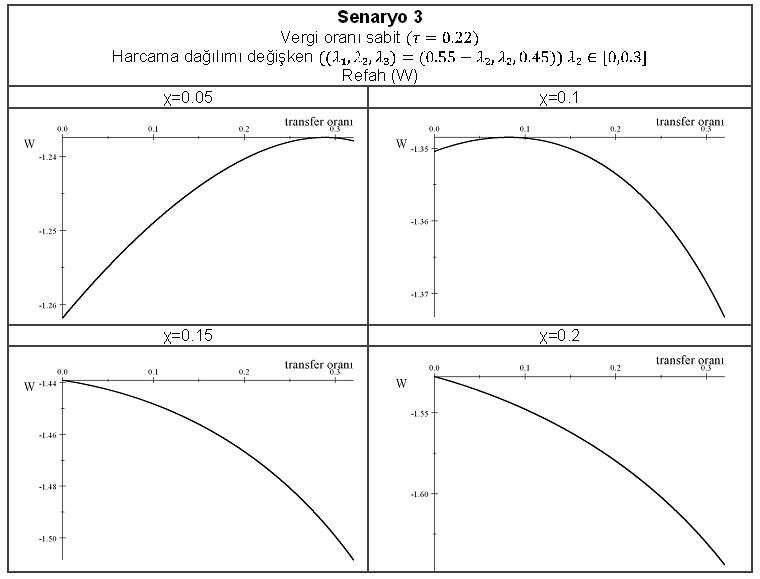 Senaryo 3
Vergi oranı sabit (τ = 0.22)
Harcama dağılımı değişken ((λ₁, λ₂, λ₃) = (0.55 − λ₂, λ₂, 0.45)) λ₂ ∈ [0,0.3]
Refah (W)
χ=0.05 χ=0.1
transfer oranı
0.0 0.1 0.2 0.3
W
-1.24
-1.25
-1.26
transfer oranı
0.0 0.1 0.2 0.3
W
-1.35
-1.36
-1.37
χ=0.15 χ=0.2
transfer oranı
0.0 0.1 0.2 0.3
W
-1.44
-1.46
-1.48
-1.50
transfer oranı
0.0 0.1 0.2 0.3
W
-1.55
-1.60